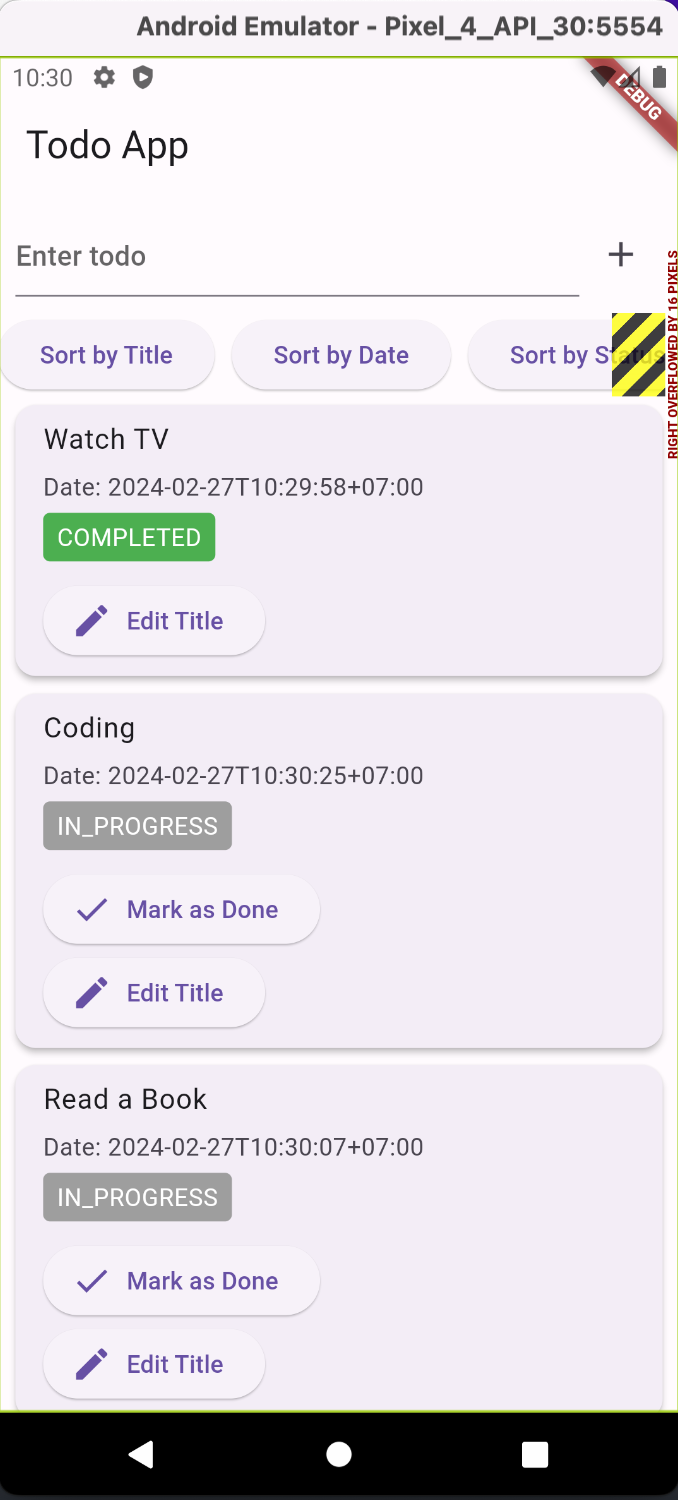 Android Emulator - Pixel_4_API_30:5554
10:30
DEBUG
Todo App
Enter todo
RIGHT OVERFLOWED BY 16 PIXELS
Sort by Title
Sort by Date
Sort by Status
Watch TV
Date: 2024-02-27T10:29:58+07:00
COMPLETED
Edit Title
Coding
Date: 2024-02-27T10:30:25+07:00
IN_PROGRESS
Mark as Done
Edit Title
Read a Book
Date: 2024-02-27T10:30:07+07:00
IN_PROGRESS
Mark as Done
Edit Title